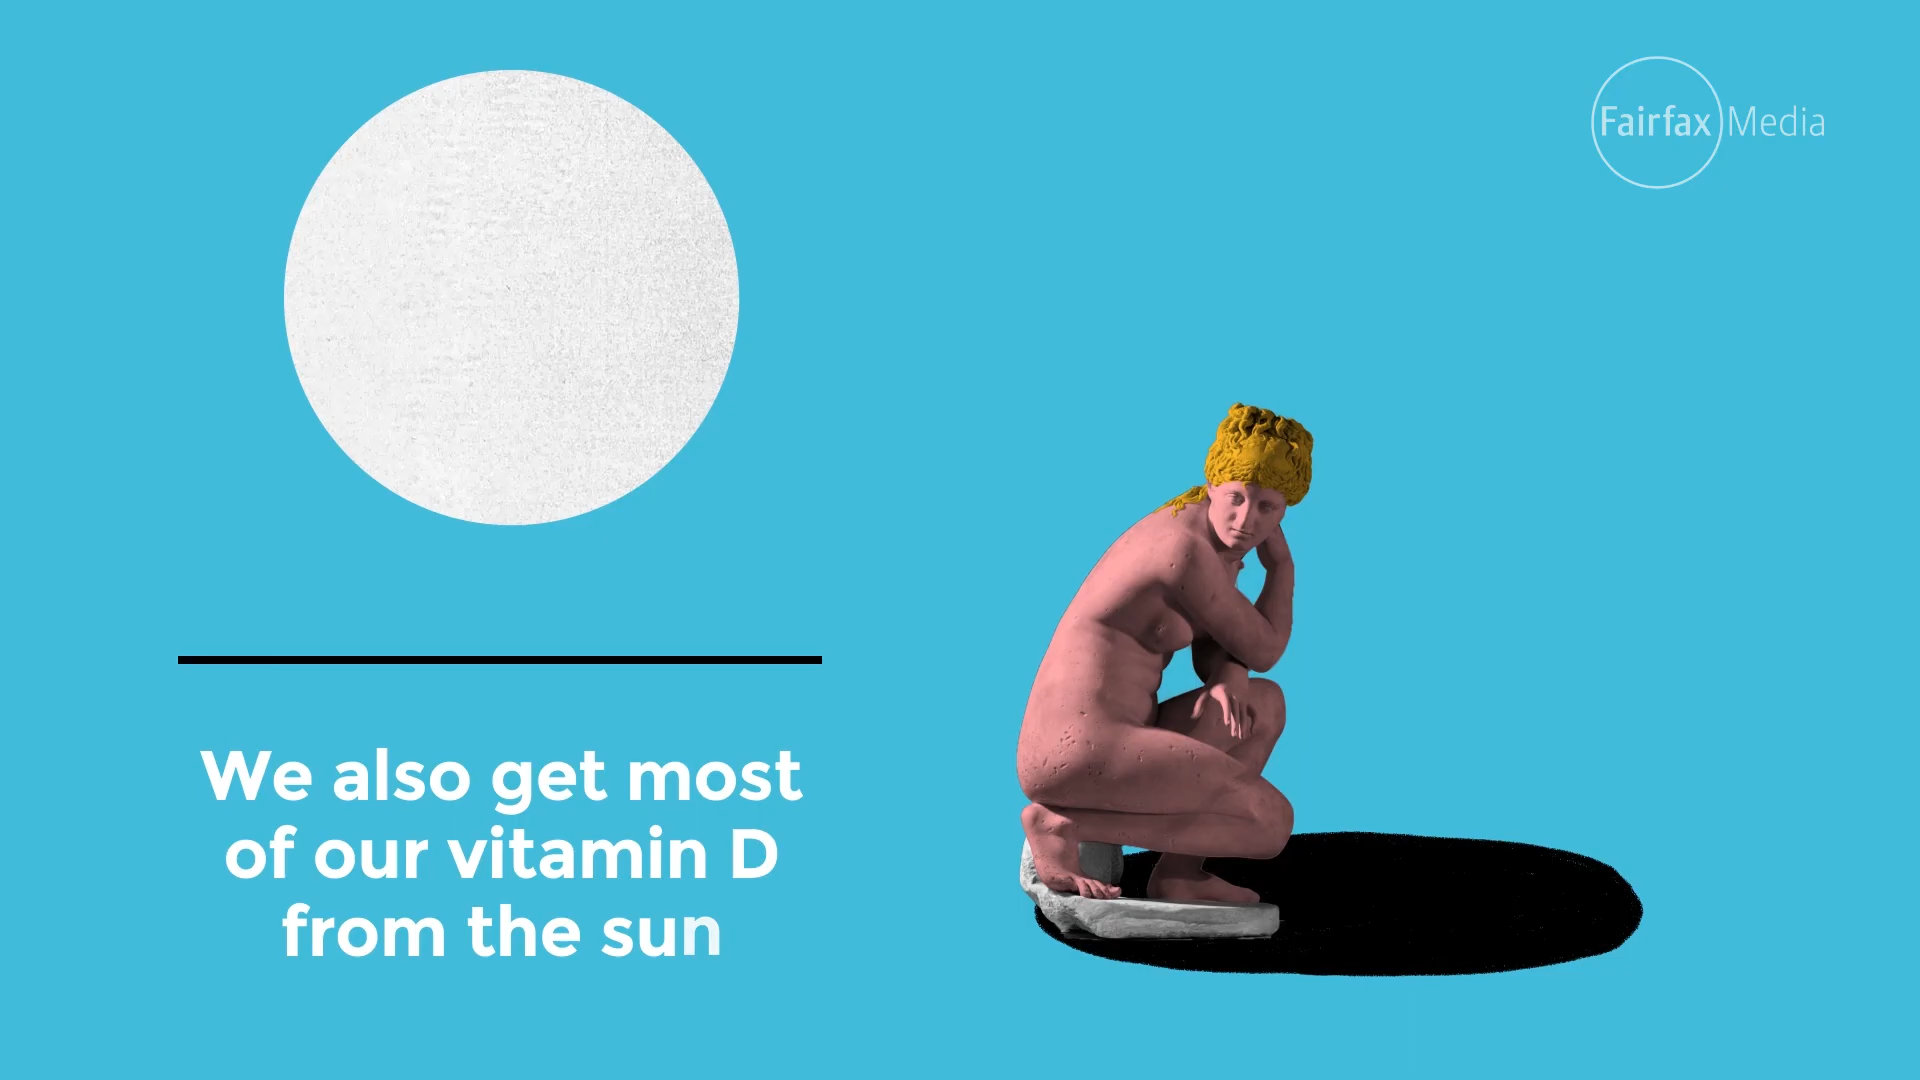 Fairfax Media
We also get most
of our vitamin D
from the sun